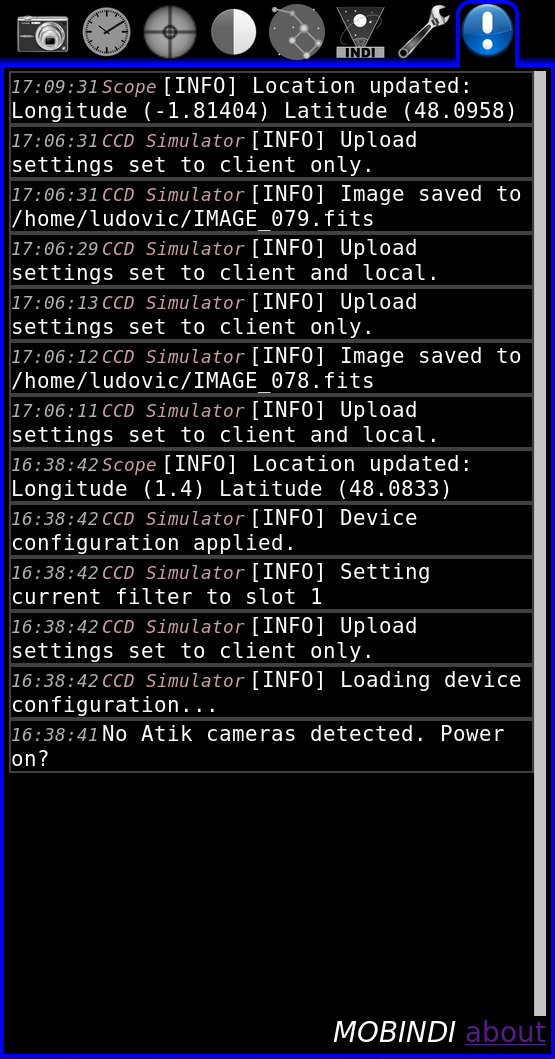 INDI
17:09:31 Scope [INFO] Location updated:
Longitude (-1.81404) Latitude (48.0958)
17:06:31 CCD Simulator [INFO] Upload
settings set to client only.
17:06:31 CCD Simulator [INFO] Image saved to
/home/ludovic/IMAGE_079.fits
17:06:29 CCD Simulator [INFO] Upload
settings set to client and local.
17:06:13 CCD Simulator [INFO] Upload
settings set to client only.
17:06:12 CCD Simulator [INFO] Image saved to
/home/ludovic/IMAGE_078.fits
17:06:11 CCD Simulator [INFO] Upload
settings set to client and local.
16:38:42 Scope [INFO] Location updated:
Longitude (1.4) Latitude (48.0833)
16:38:42 CCD Simulator [INFO] Device
configuration applied.
16:38:42 CCD Simulator [INFO] Setting
current filter to slot 1
16:38:42 CCD Simulator [INFO] Upload
settings set to client only.
16:38:42 CCD Simulator [INFO] Loading device
configuration...
16:38:41 No Atik cameras detected. Power
on?
MOBINDI about